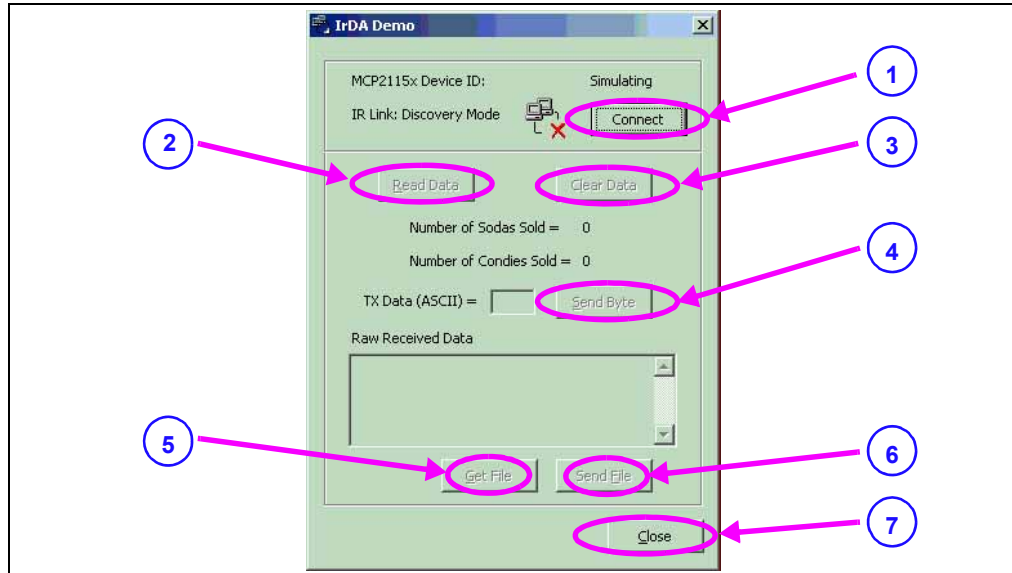 IrDA Demo
MCP2115x Device ID: Simulating
IR Link: Discovery Mode Connect
1
2
3
Read Data Clear Data
Number of Sodas Sold = 0
Number of Condies Sold = 0
4
TX Data (ASCII) = Send Byte
Raw Received Data
5
6
Get File Send File
7
Close